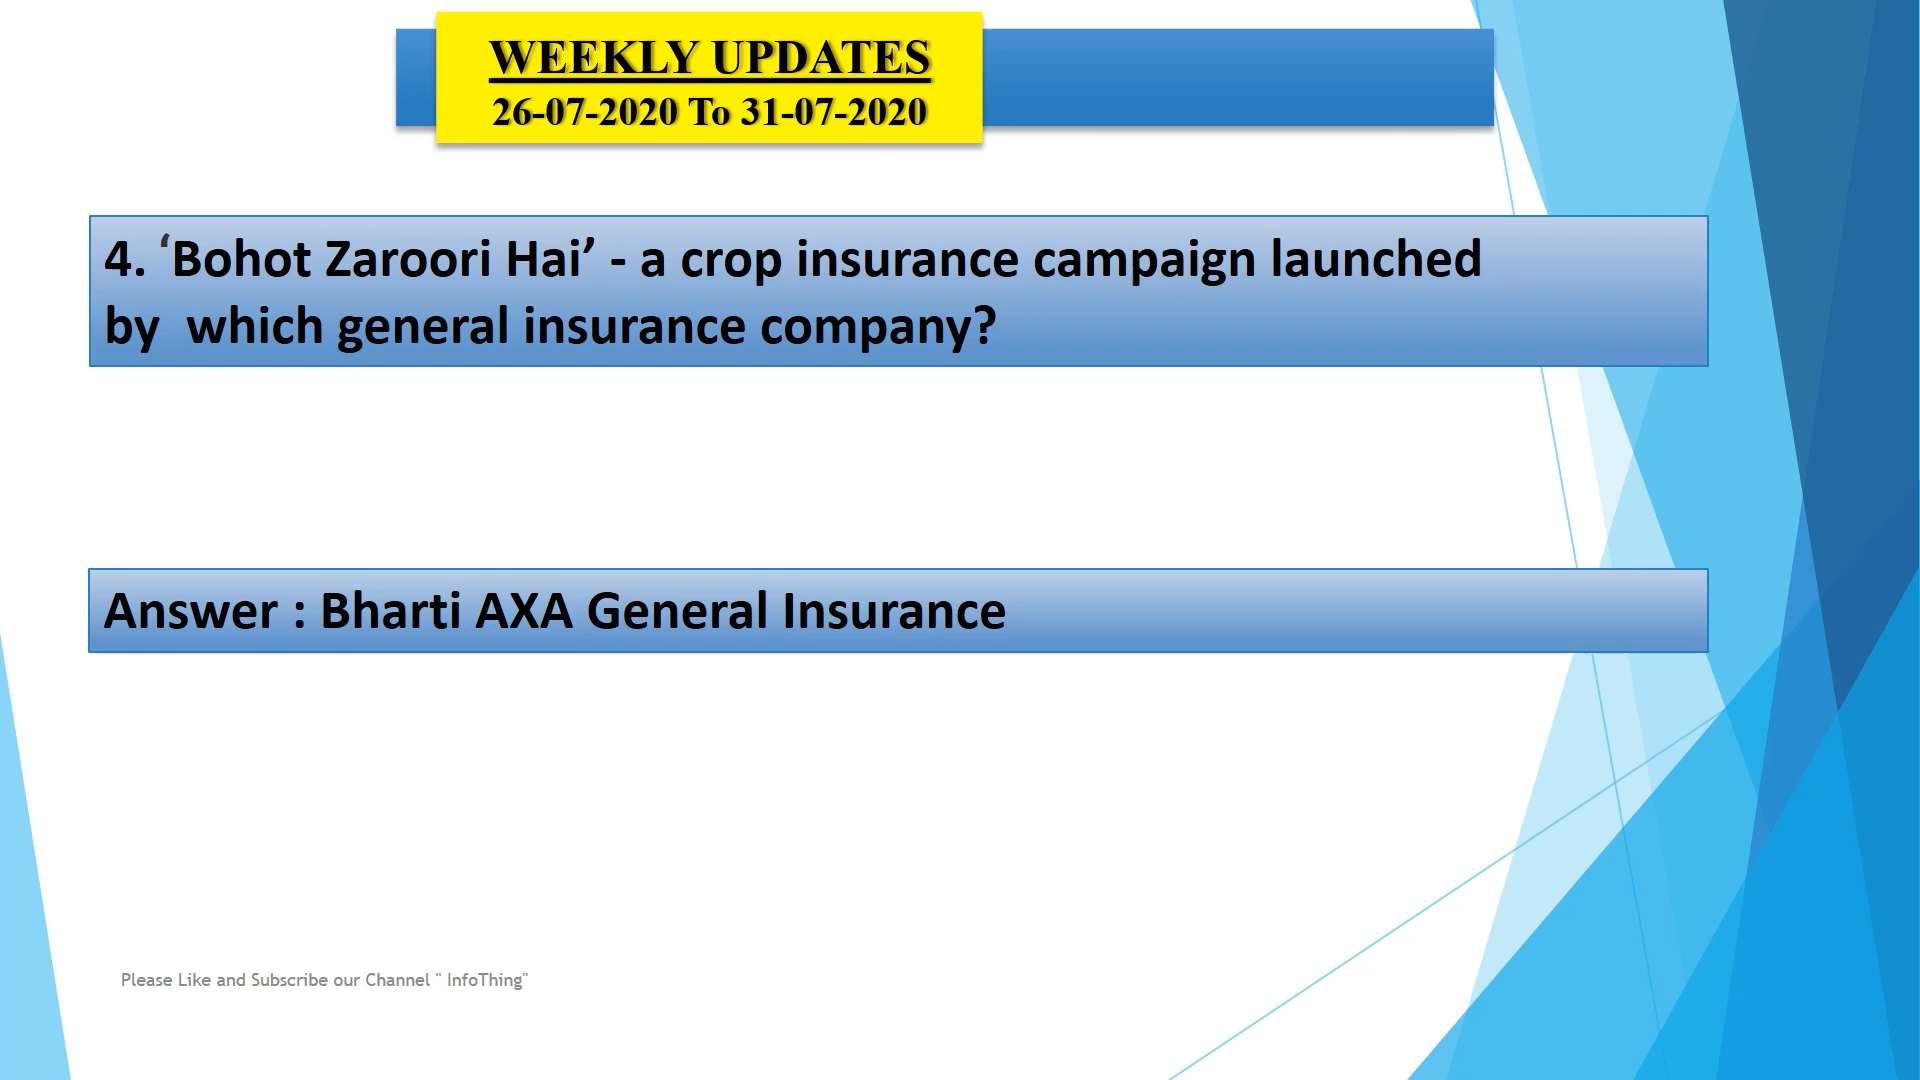 WEEKLY UPDATES
26-07-2020 To 31-07-2020
4. ‘Bohot Zaroori Hai’ - a crop insurance campaign launched
by  which general insurance company?
Answer : Bharti AXA General Insurance
Please Like and Subscribe our Channel " InfoThing"